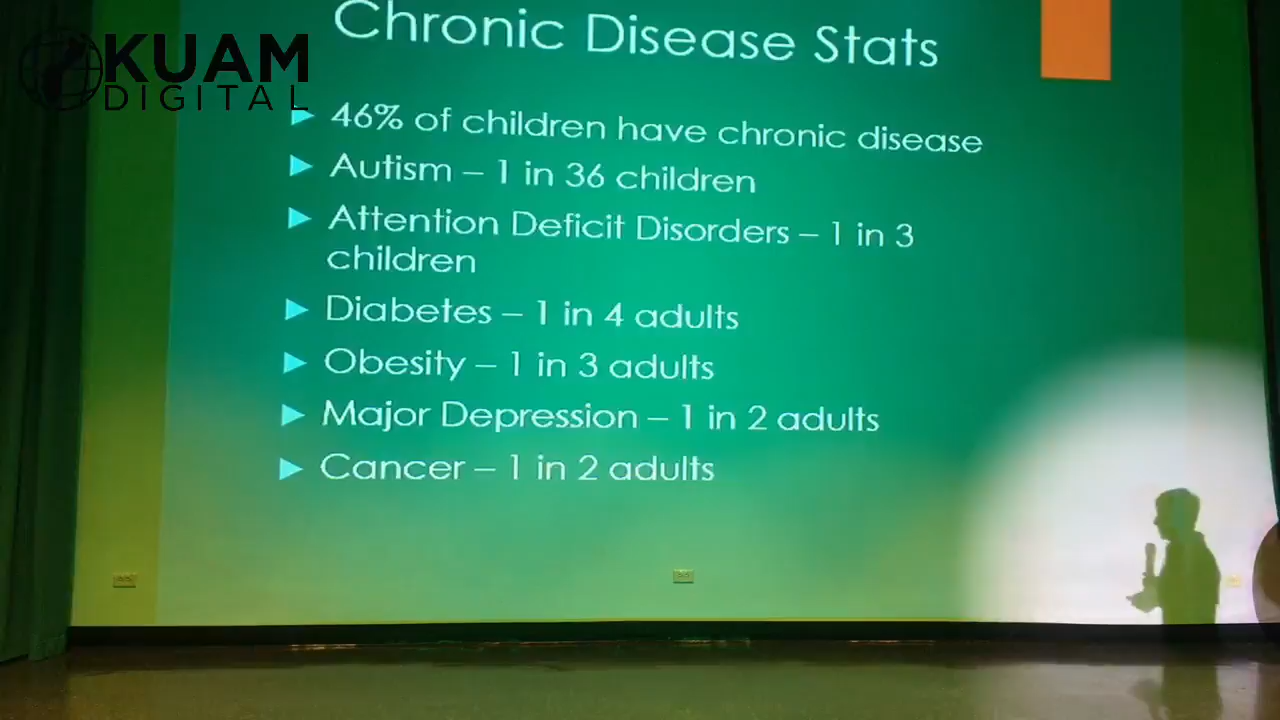 KUAM
DIGITAL
Chronic Disease Stats
46% of children have chronic disease
Autism – 1 in 36 children
Attention Deficit Disorders – 1 in 3
children
Diabetes – 1 in 4 adults
Obesity – 1 in 3 adults
Major Depression – 1 in 2 adults
Cancer – 1 in 2 adults